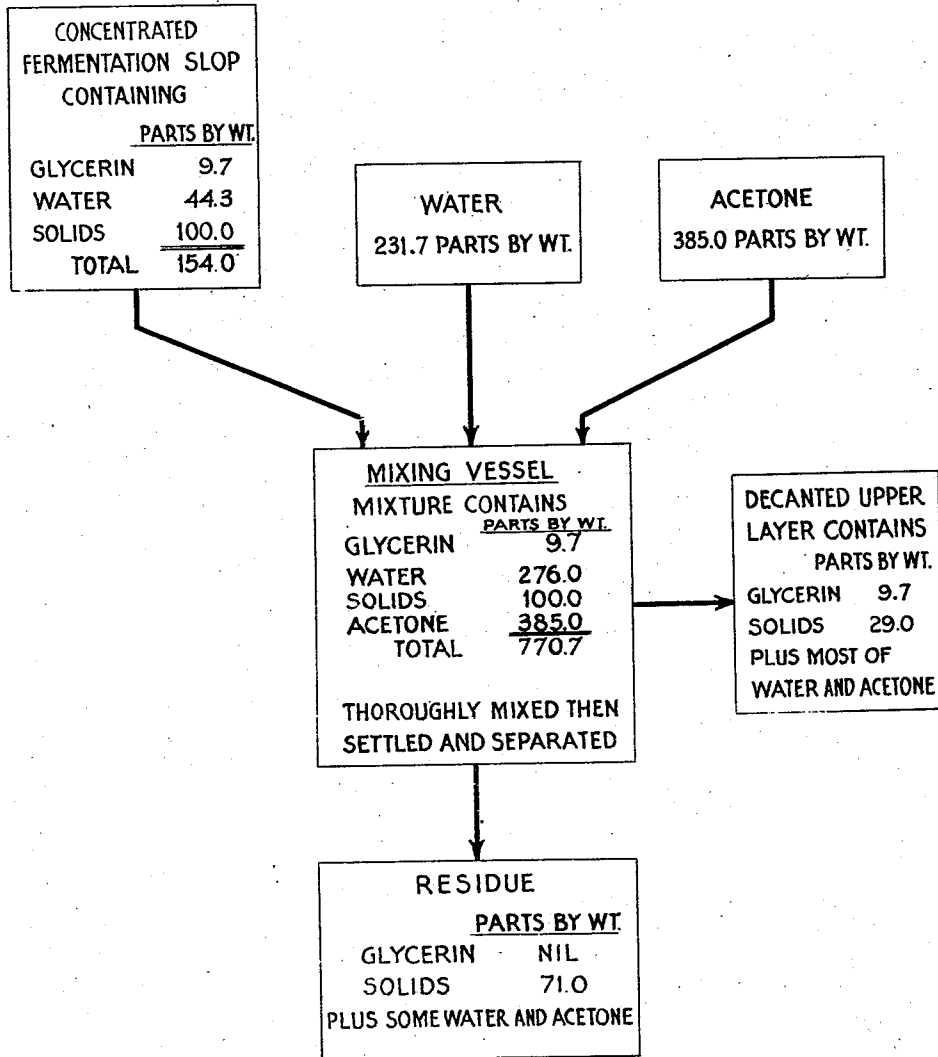 CONCENTRATED
FERMENTATION SLOP
CONTAINING
PARTS BY WT.
GLYCERIN 9.7
WATER 44.3
SOLIDS 100.0
TOTAL 154.0
WATER
231.7 PARTS BY WT.
ACETONE
385.0 PARTS BY WT.
MIXING VESSEL
MIXTURE CONTAINS
PARTS BY WT.
GLYCERIN 9.7
WATER 276.0
SOLIDS 100.0
ACETONE 385.0
TOTAL 770.7
THOROUGHLY MIXED THEN
SETTLED AND SEPARATED
DECANTED UPPER
LAYER CONTAINS
PARTS BY WT.
GLYCERIN 9.7
SOLIDS 29.0
PLUS MOST OF
WATER AND ACETONE
RESIDUE
PARTS BY WT.
GLYCERIN NIL
SOLIDS 71.0
PLUS SOME WATER AND ACETONE